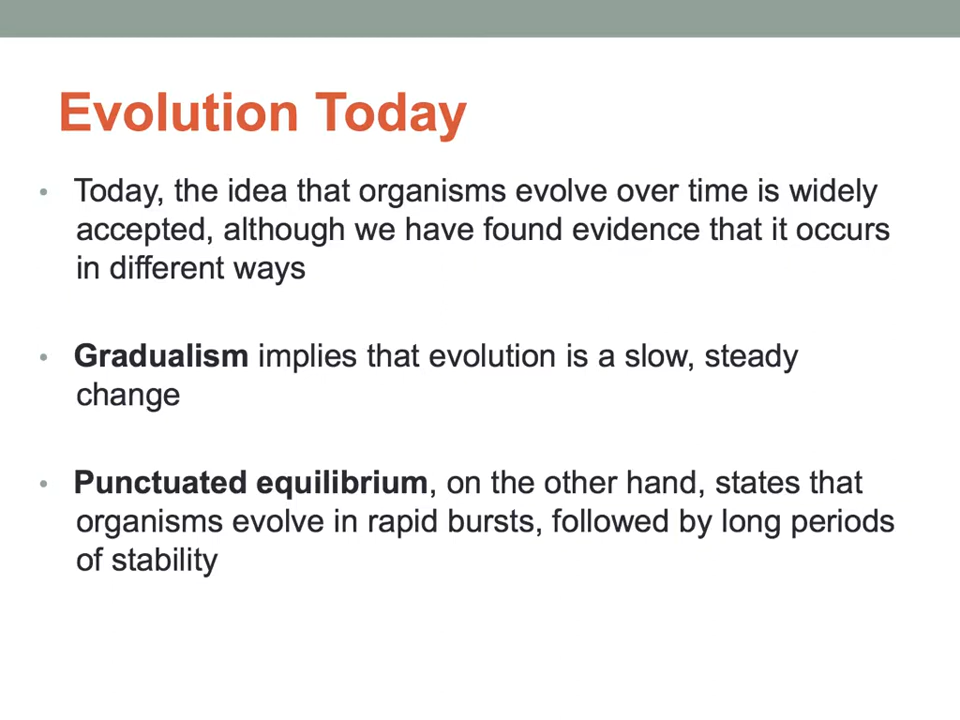 Evolution Today
• Today, the idea that organisms evolve over time is widely
accepted, although we have found evidence that it occurs
in different ways
• Gradualism implies that evolution is a slow, steady
change
• Punctuated equilibrium, on the other hand, states that
organisms evolve in rapid bursts, followed by long periods
of stability